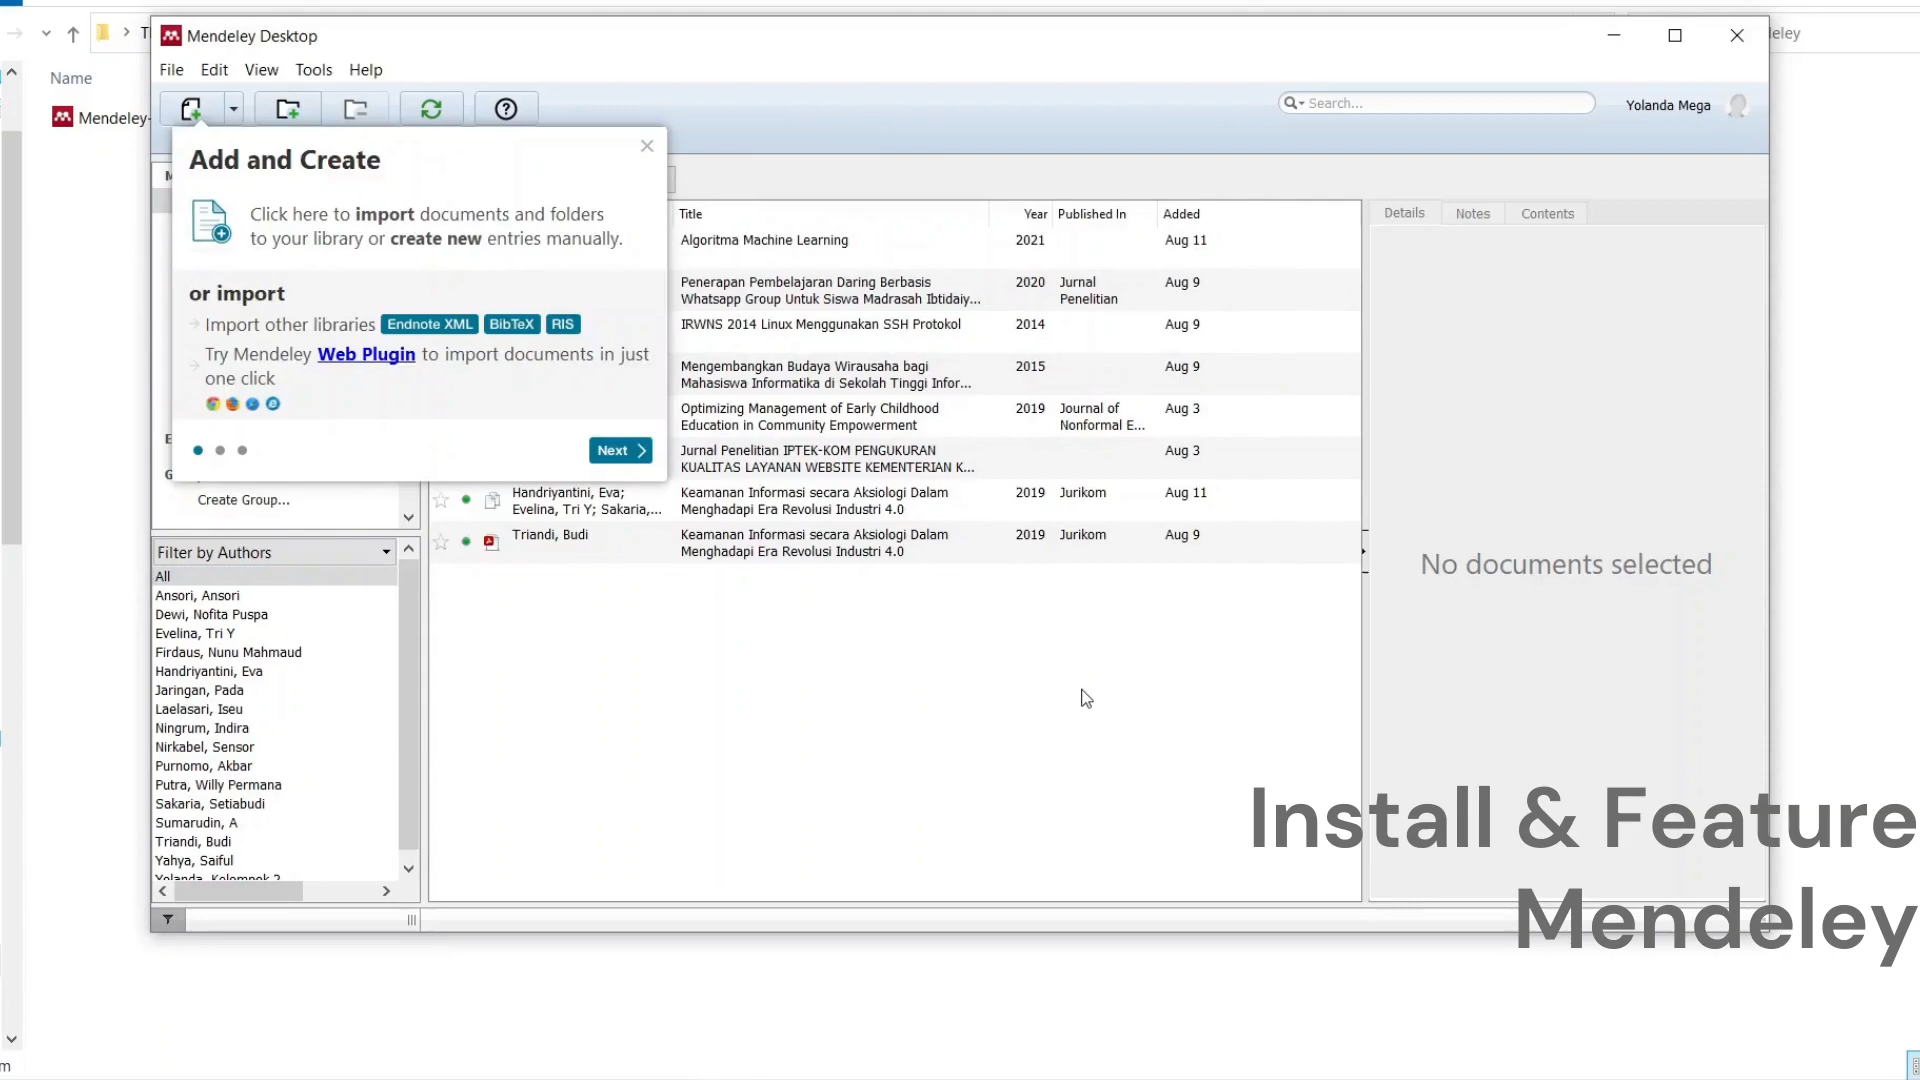 Mendeley Desktop
eley
File Edit View Tools Help
Name
Mendeley-
Search...
Yolanda Mega
Add and Create
Click here to import documents and folders
to your library or create new entries manually.
or import
Import other libraries Endnote XML BibTeX RIS
Try Mendeley Web Plugin to import documents in just
one click
Next
Create Group...
Filter by Authors
All
Ansori, Ansori
Dewi, Nofita Puspa
Evelina, Tri Y
Firdaus, Nunu Mahmaud
Handriyantini, Eva
Jaringan, Pada
Laelasari, Iseu
Ningrum, Indira
Nirkabel, Sensor
Purnomo, Akbar
Putra, Willy Permana
Sakaria, Setiabudi
Sumarudin, A
Triandi, Budi
Yahya, Saiful
Yolanda, Kelompok 2
Title Year Published In Added
Algoritma Machine Learning 2021 Aug 11
Penerapan Pembelajaran Daring Berbasis 2020 Jurnal Aug 9
Whatsapp Group Untuk Siswa Madrasah Ibtidaiy... Penelitian
IRWNS 2014 Linux Menggunakan SSH Protokol 2014 Aug 9
Mengembangkan Budaya Wirausaha bagi 2015 Aug 9
Mahasiswa Informatika di Sekolah Tinggi Infor...
Optimizing Management of Early Childhood 2019 Journal of Aug 3
Education in Community Empowerment Nonformal E...
Jurnal Penelitian IPTEK-KOM PENGUKURAN Aug 3
KUALITAS LAYANAN WEBSITE KEMENTERIAN K...
Handriyantini, Eva; Keamanan Informasi secara Aksiologi Dalam 2019 Jurikom Aug 11
Evelina, Tri Y; Sakaria,... Menghadapi Era Revolusi Industri 4.0
Triandi, Budi Keamanan Informasi secara Aksiologi Dalam 2019 Jurikom Aug 9
Menghadapi Era Revolusi Industri 4.0
Details Notes Contents
No documents selected
Install & Feature
Mendeley